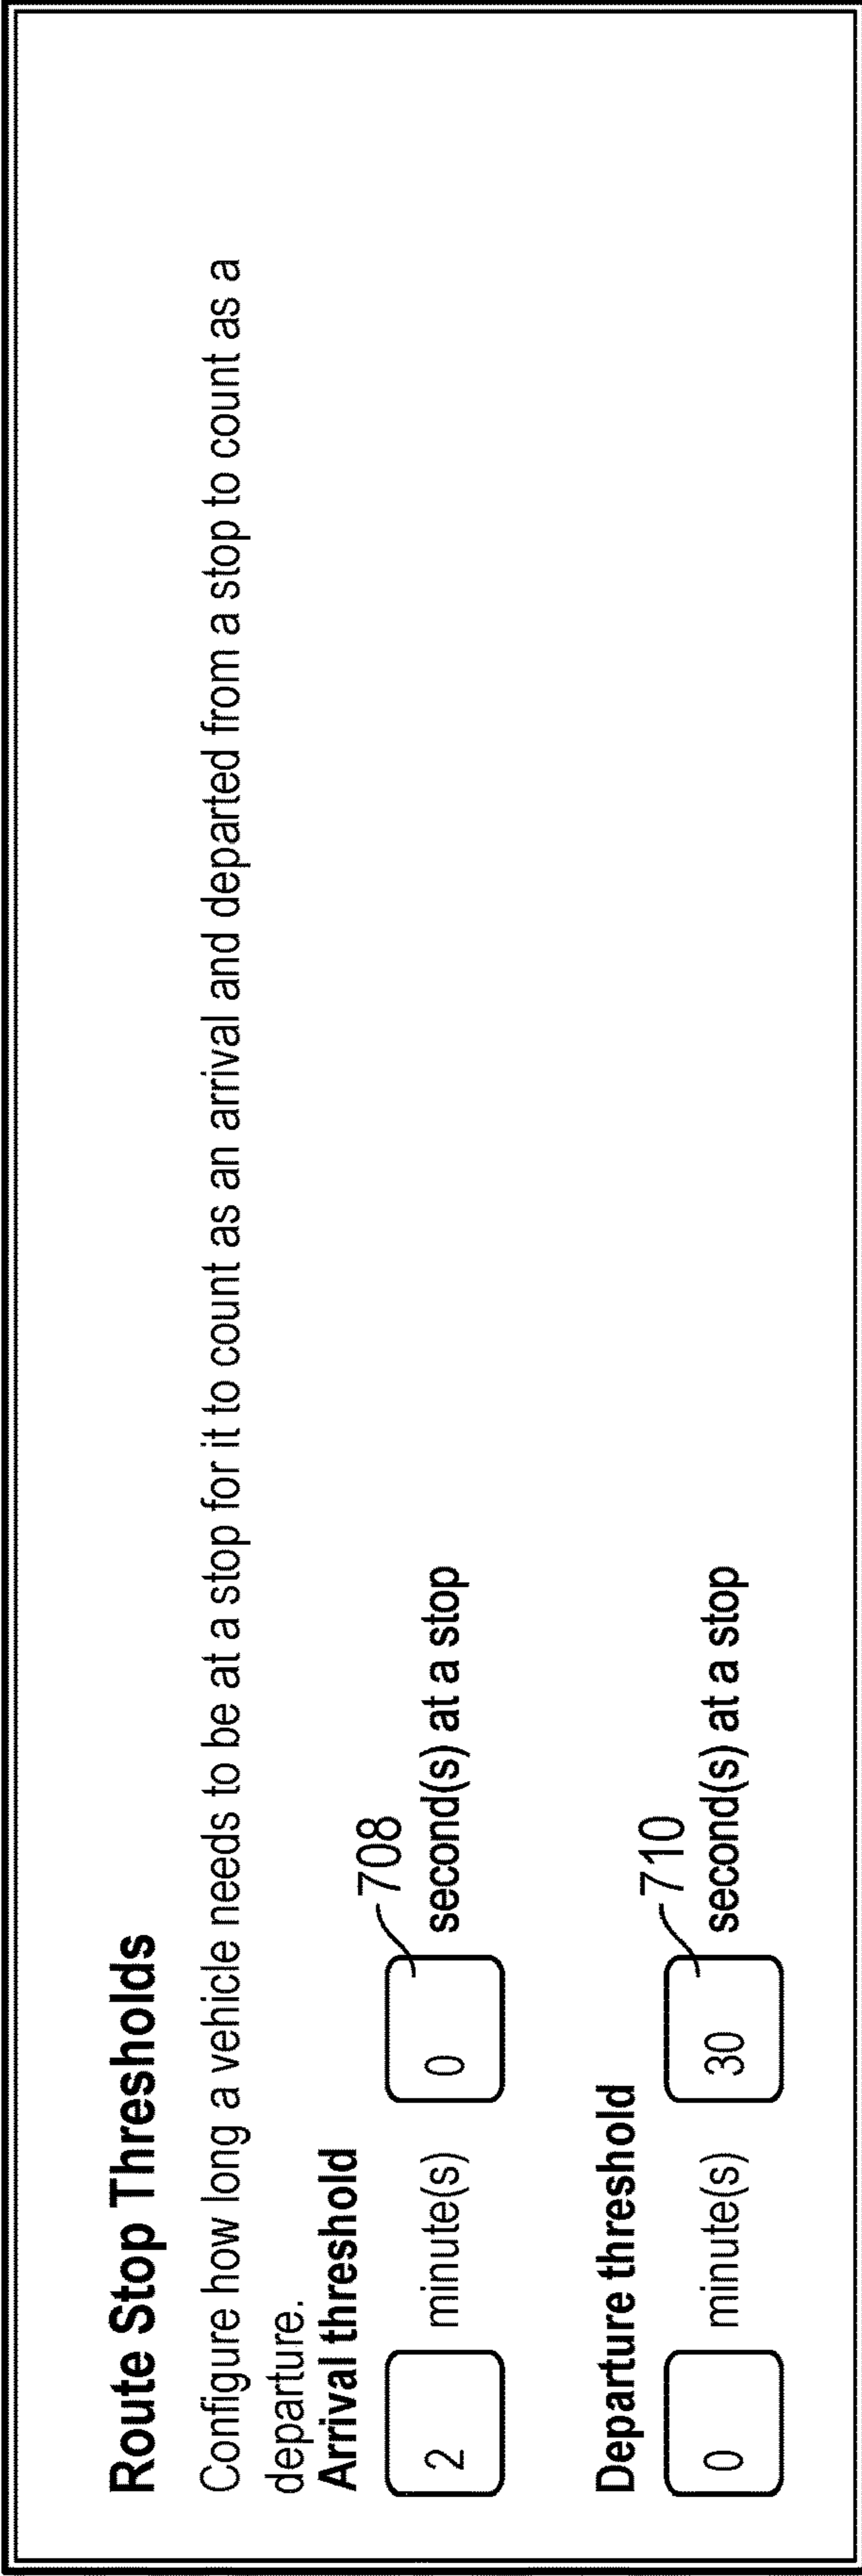 Route Stop Thresholds
Configure how long a vehicle needs to be at a stop for it to count as an arrival and departed from a stop to count as a
departure.
Arrival threshold
2 minute(s) 0 second(s) at a stop
708
Departure threshold
0 minute(s) 30 second(s) at a stop
710